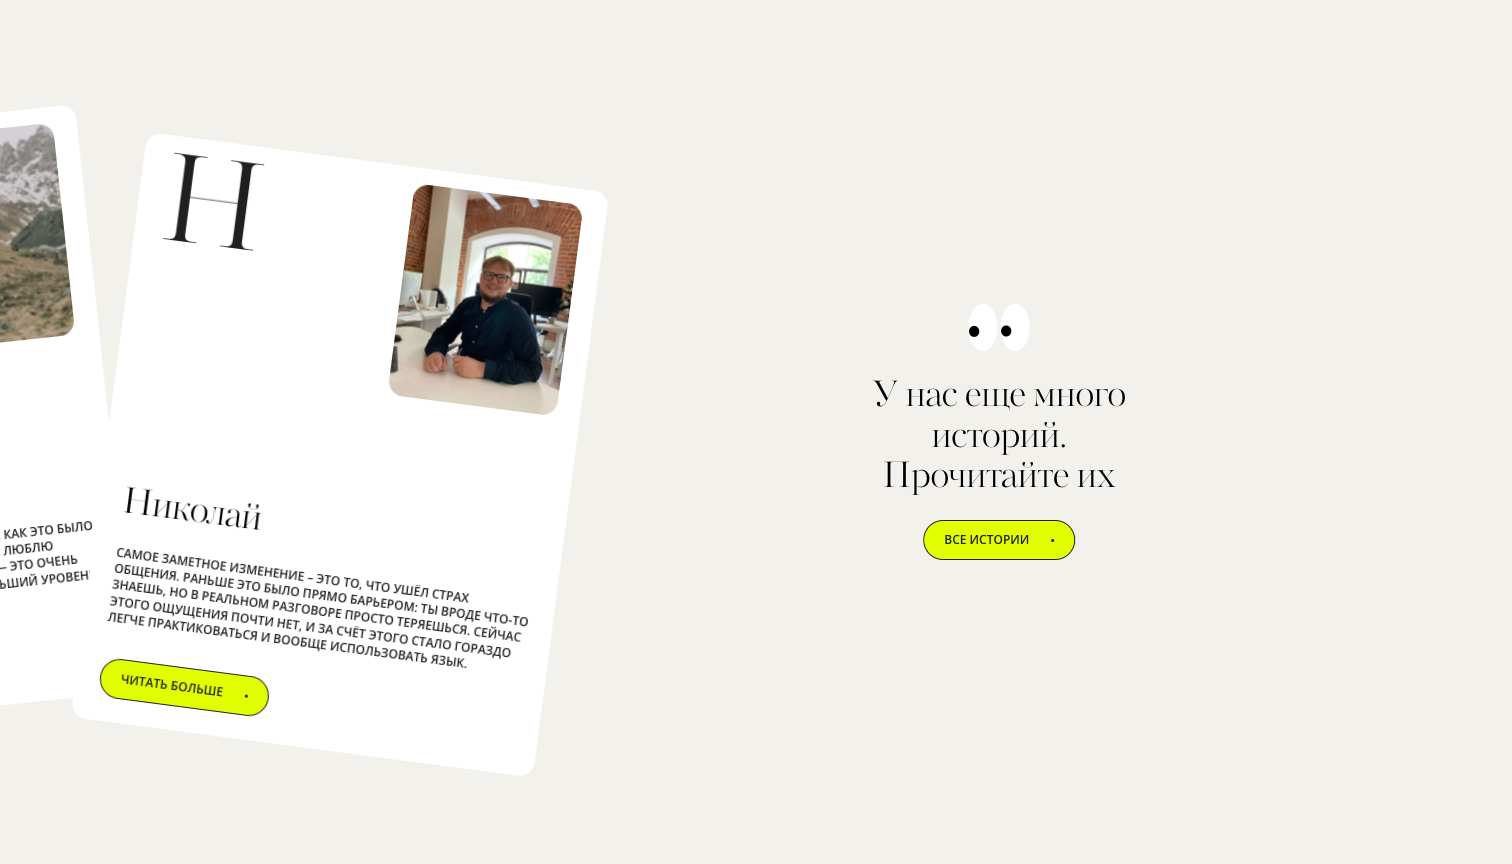 КАК ЭТО БЫЛО
ЛЮБЛЮ
– ЭТО ОЧЕНЬ
Н
Николай
САМОЕ ЗАМЕТНОЕ ИЗМЕНЕНИЕ – ЭТО ТО, ЧТО УШЁЛ СТРАХ
ОБЩЕНИЯ. РАНЬШЕ ЭТО БЫЛО ПРЯМО БАРЬЕРОМ: ТЫ ВРОДЕ ЧТО-ТО
ЗНАЕШЬ, НО В РЕАЛЬНОМ РАЗГОВОРЕ ПРОСТО ТЕРЯЕШЬСЯ. СЕЙЧАС
ЭТОГО ОЩУЩЕНИЯ ПОЧТИ НЕТ, И ЗА СЧЁТ ЭТОГО СТАЛО ГОРАЗДО
ЛЕГЧЕ ПРАКТИКОВАТЬСЯ И ВООБЩЕ ИСПОЛЬЗОВАТЬ ЯЗЫК.
ЧИТАТЬ БОЛЬШЕ
У нас еще много
историй.
Прочитайте их
ВСЕ ИСТОРИИ